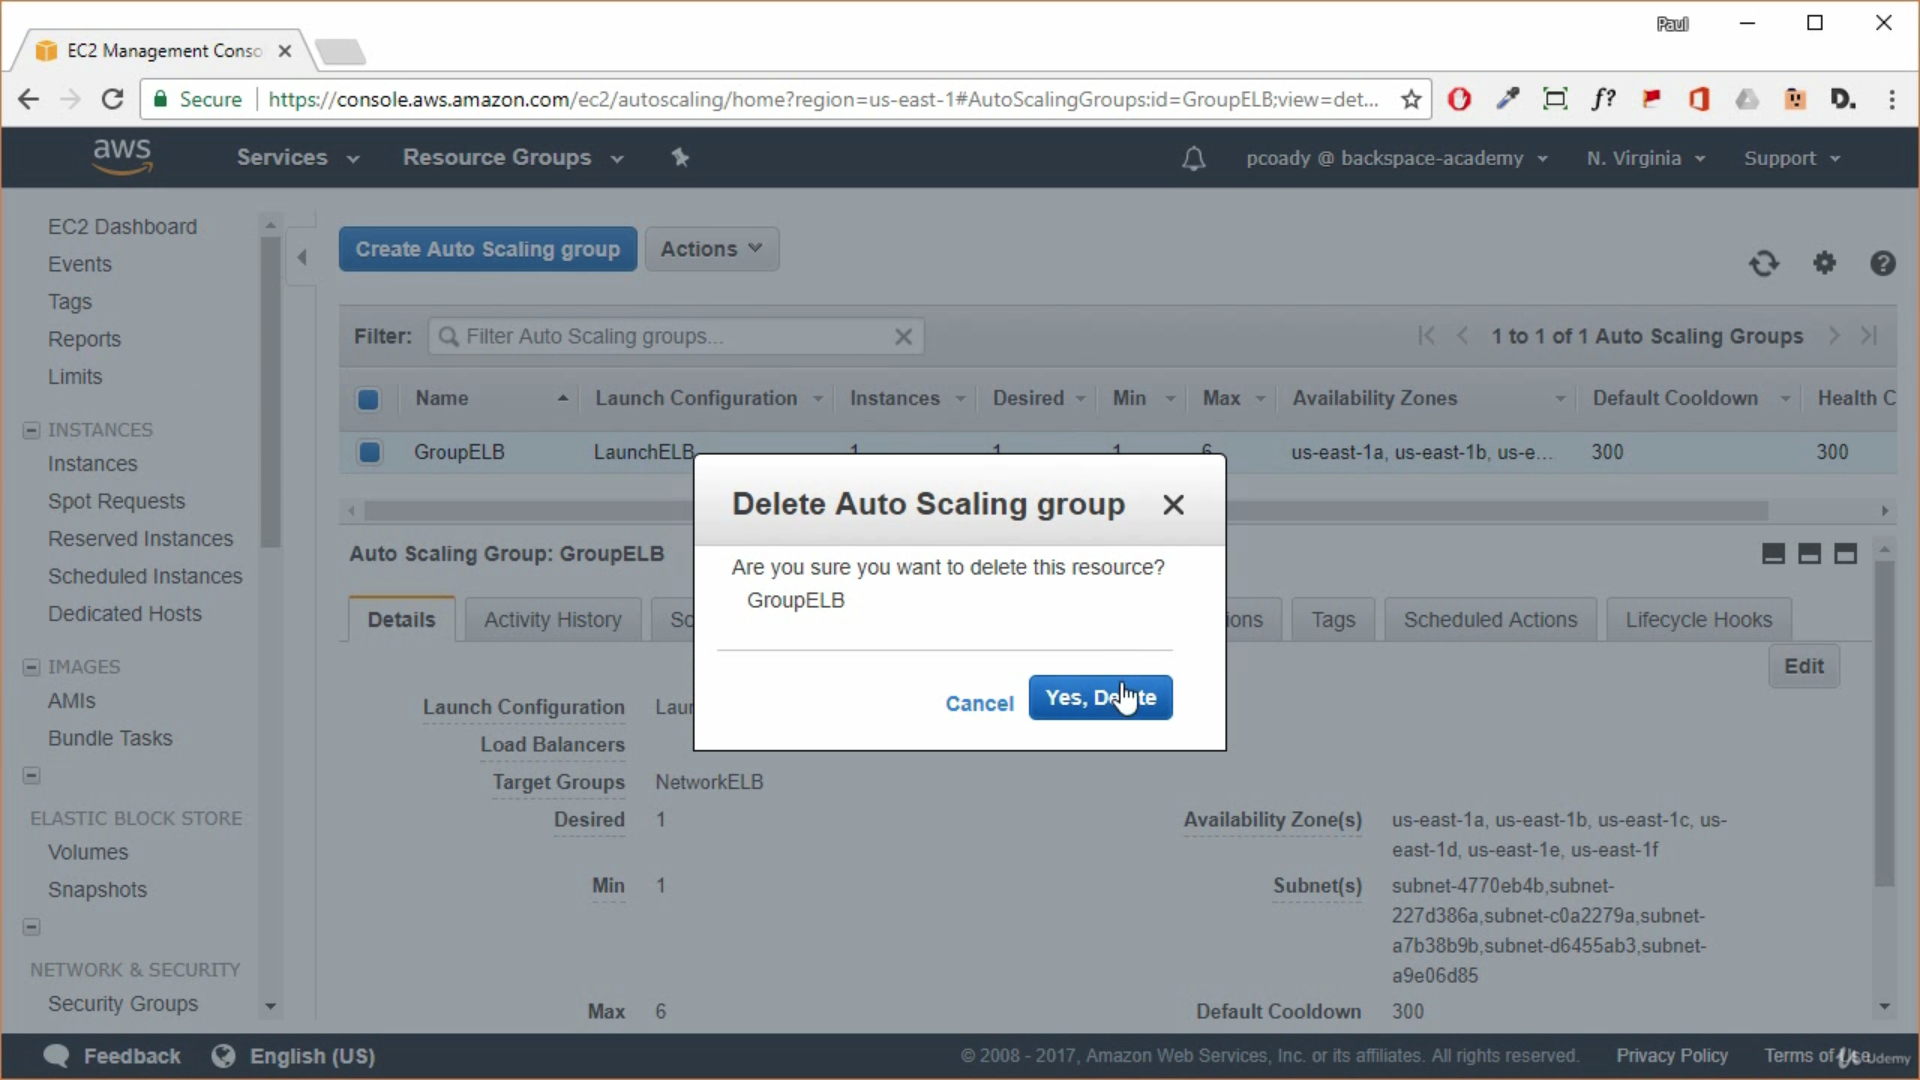 Paul
EC2 Management Conso
Secure
https://console.aws.amazon.com/ec2/autoscaling/home?region=us-east-1#AutoScalingGroups:id=GroupELB;view=det...
f?
D.
aws
Services
Resource Groups
pcoady @ backspace-academy
N. Virginia
Support
EC2 Dashboard
Events
Tags
Reports
Limits
INSTANCES
Instances
Spot Requests
Reserved Instances
Scheduled Instances
Dedicated Hosts
IMAGES
AMIs
Bundle Tasks
ELASTIC BLOCK STORE
Volumes
Snapshots
NETWORK & SECURITY
Security Groups
Create Auto Scaling group
Actions
Filter:
Filter Auto Scaling groups...
1 to 1 of 1 Auto Scaling Groups
Name Launch Configuration Instances Desired Min Max Availability Zones Default Cooldown Health C
GroupELB LaunchELB 1 1 1 6 us-east-1a, us-east-1b, us-e... 300 300
Auto Scaling Group: GroupELB
Details Activity History Sc ions Tags Scheduled Actions Lifecycle Hooks
Edit
Delete Auto Scaling group
Are you sure you want to delete this resource?
GroupELB
Cancel
Yes, Delete
Launch Configuration Laun
Load Balancers
Target Groups NetworkELB
Desired 1
Min 1
Max 6
Availability Zone(s) us-east-1a, us-east-1b, us-east-1c, us-
east-1d, us-east-1e, us-east-1f
Subnet(s) subnet-4770eb4b,subnet-
227d386a,subnet-c0a2279a,subnet-
a7b38b9b,subnet-d6455ab3,subnet-
a9e06d85
Default Cooldown 300
Feedback
English (US)
© 2008 - 2017, Amazon Web Services, Inc. or its affiliates. All rights reserved.
Privacy Policy
Terms of Use
Udemy